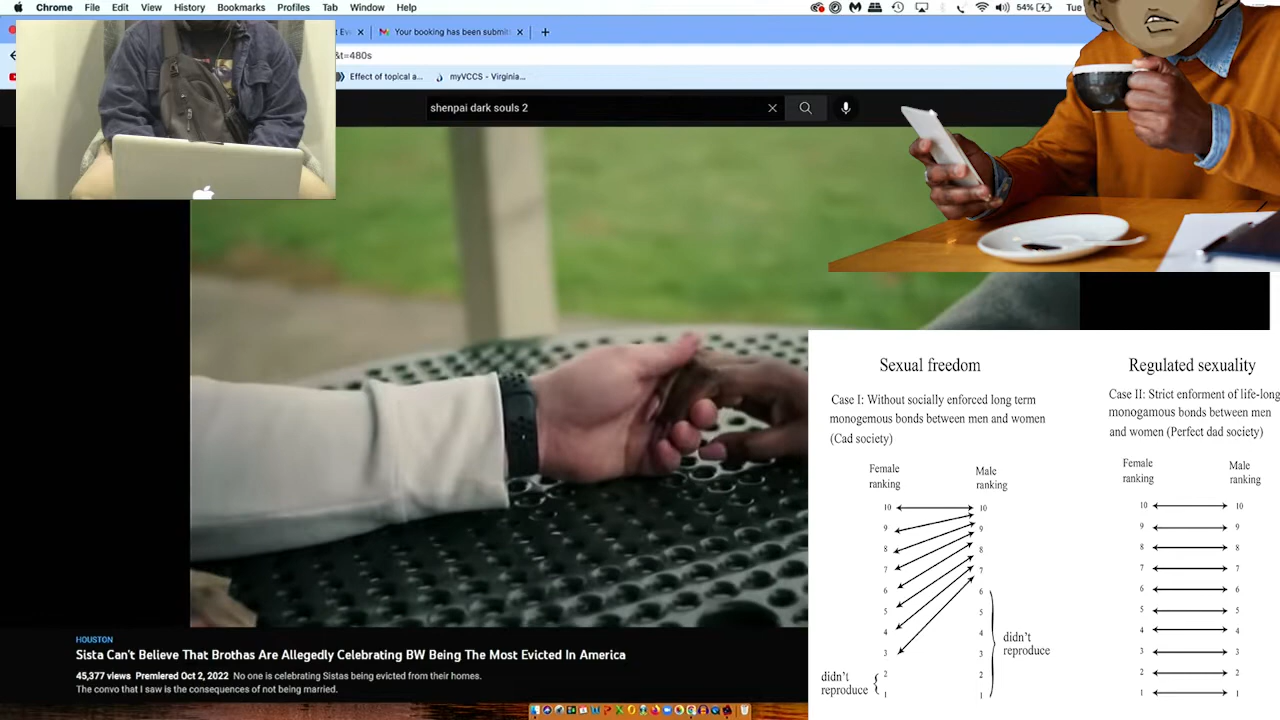 Chrome File Edit View History Bookmarks Profiles Tab Window Help
54%
Tue
Your booking has been submit
&t=480s
Effect of topical a...
myVCCS - Virginia...
shenpai dark souls 2
HOUSTON
Sista Can't Believe That Brothas Are Allegedly Celebrating BW Being The Most Evicted In America
45,377 views Premiered Oct 2, 2022 No one is celebrating Sistas being evicted from their homes.
The convo that I saw is the consequences of not being married.
Sexual freedom
Case I: Without socially enforced long term
monogemous bonds between men and women
(Cad society)
Female
ranking
Male
ranking
10 10
9 9
8 8
7 7
6 6
5 5
4 4
3 3
2 2
1 1
didn't
reproduce
didn't
reproduce
Regulated sexuality
Case II: Strict enforment of life-long
monogamous bonds between men
and women (Perfect dad society)
Female
ranking
Male
ranking
10 10
9 9
8 8
7 7
6 6
5 5
4 4
3 3
2 2
1 1